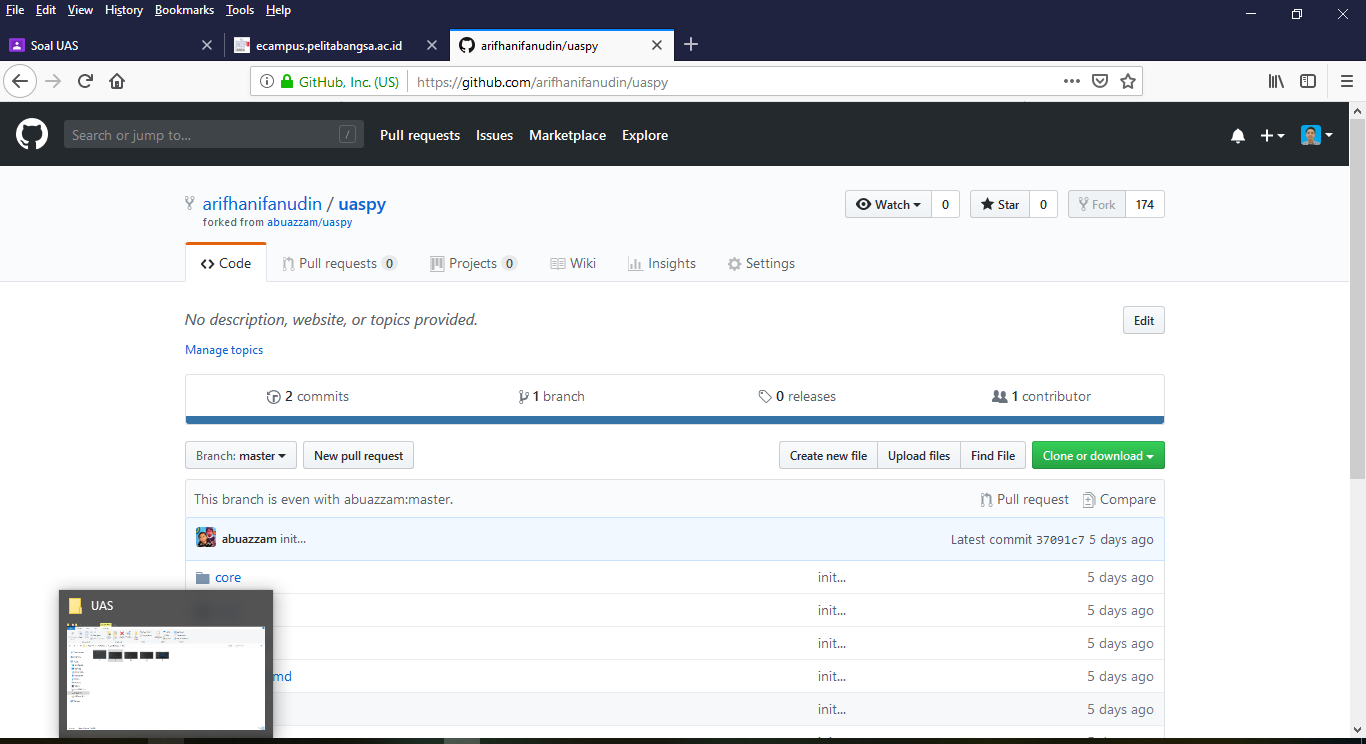 File Edit View History Bookmarks Tools Help
Soal UAS ecampus.pelitabangsa.ac.id arifhanifanudin/uaspy
GitHub, Inc. (US) https://github.com/arifhanifanudin/uaspy
Search or jump to... / Pull requests Issues Marketplace Explore
arifhanifanudin / uaspy Watch 0 Star 0 Fork 174
forked from abuazzam/uaspy
Code Pull requests 0 Projects 0 Wiki Insights Settings
No description, website, or topics provided. Edit
Manage topics
2 commits 1 branch 0 releases 1 contributor
Branch: master New pull request Create new file Upload files Find File Clone or download
This branch is even with abuazzam:master. Pull request Compare
abuazzam init... Latest commit 37091c7 5 days ago
core init... 5 days ago
init... 5 days ago
init... 5 days ago
md init... 5 days ago
init... 5 days ago
UAS